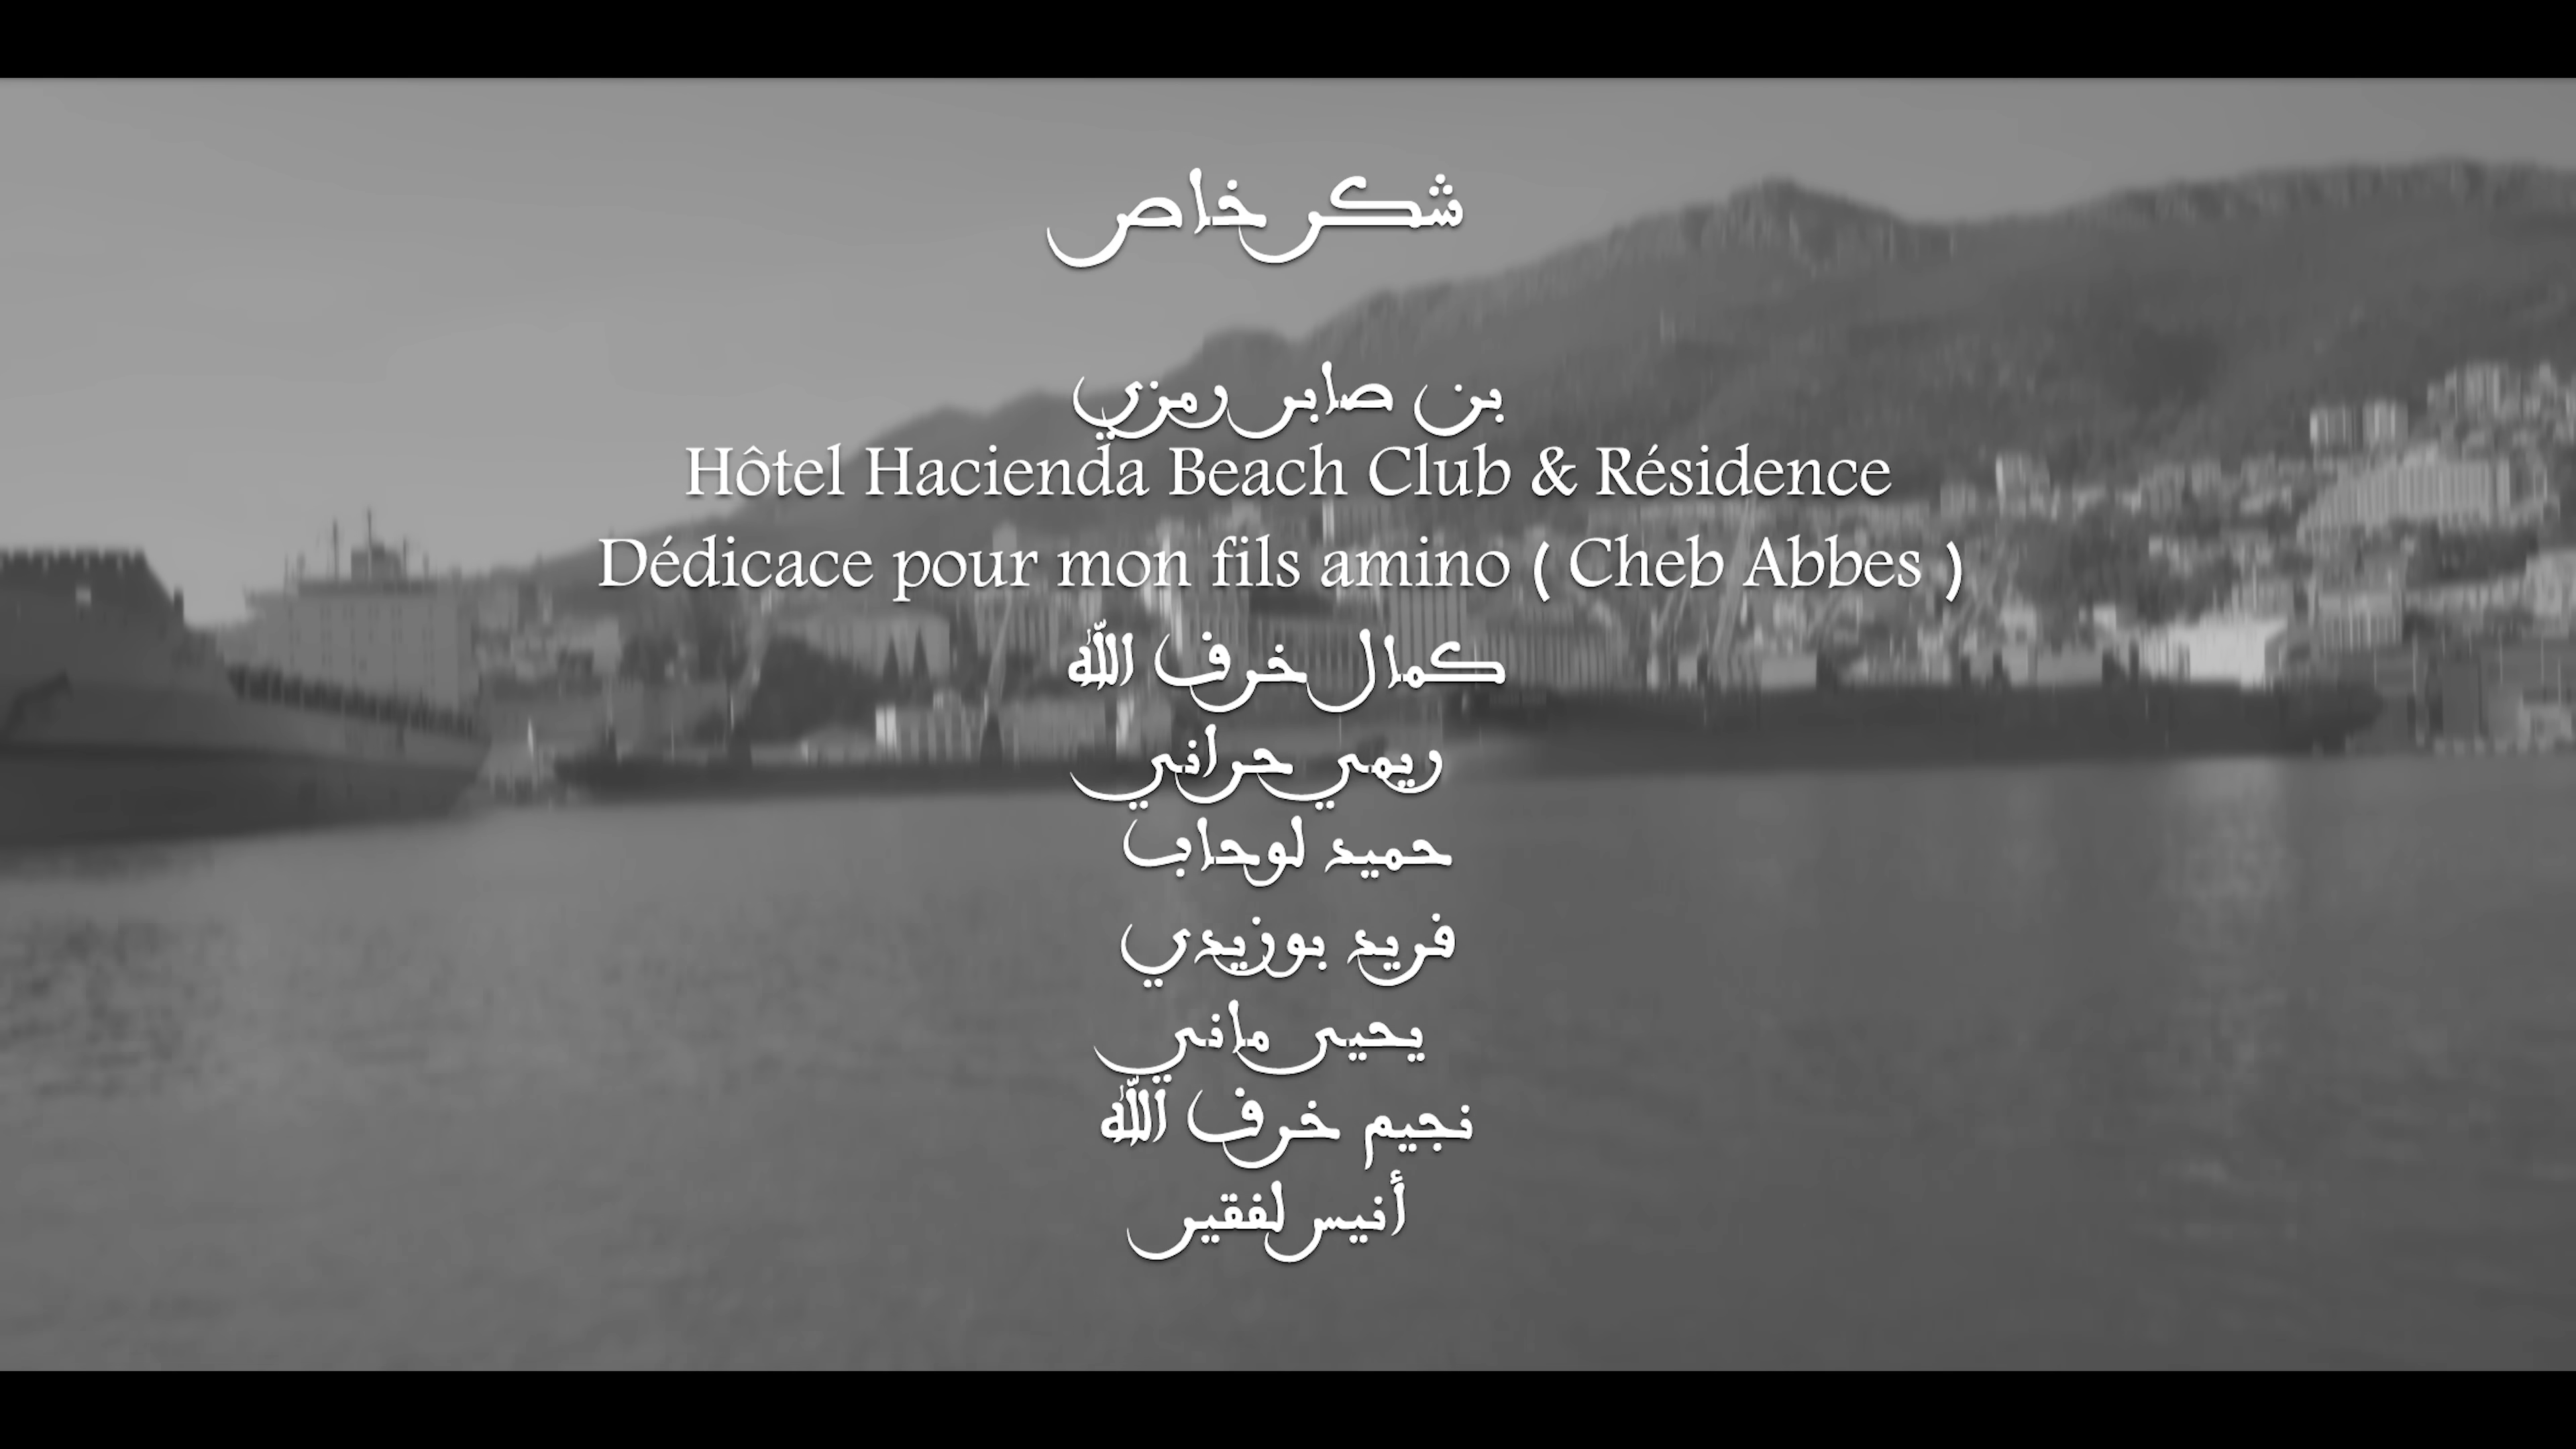 شكر خاص
بن صابر رمزي
Hôtel Hacienda Beach Club & Résidence
Dédicace pour mon fils amino ( Cheb Abbes )
كمال خرف الله
ريمي حراني
حميد لوحاب
فريد بوزيدي
يحيى ماني
نجيم خرف الله
أنيس لفقير